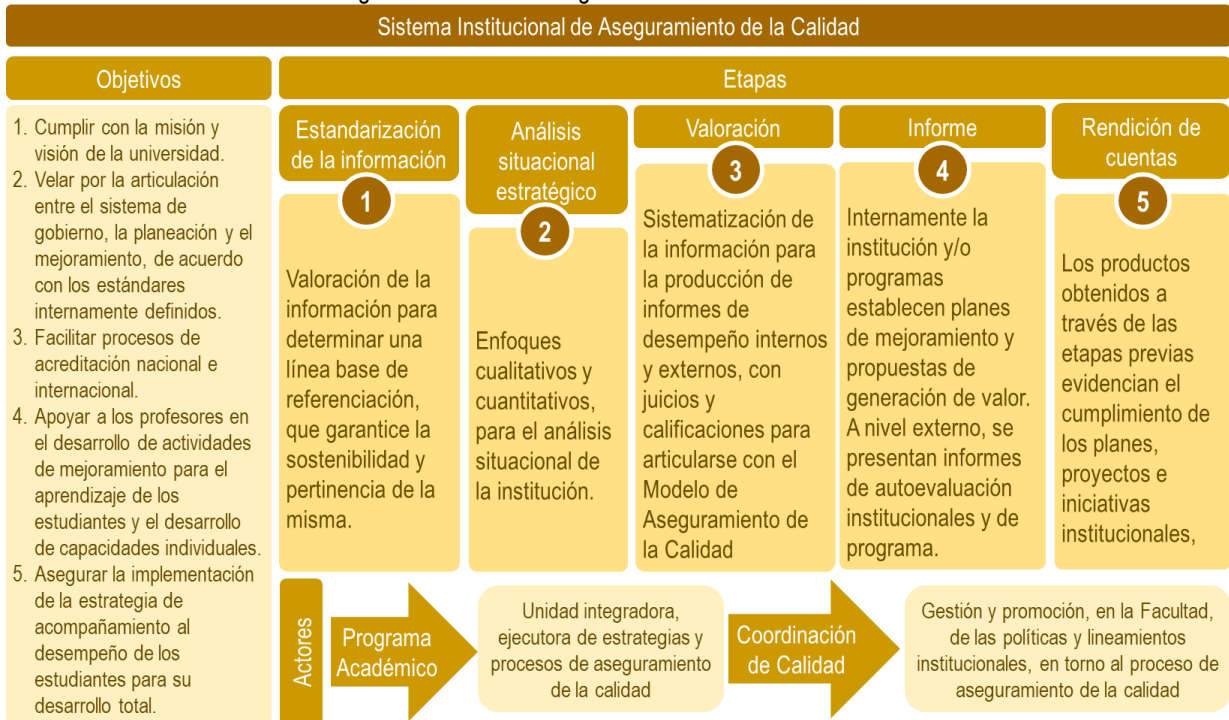 Sistema Institucional de Aseguramiento de la Calidad
Objetivos
1. Cumplir con la misión y
visión de la universidad.
2. Velar por la articulación
entre el sistema de
gobierno, la planeación y el
mejoramiento, de acuerdo
con los estándares
internamente definidos.
3. Facilitar procesos de
acreditación nacional e
internacional.
4. Apoyar a los profesores en
el desarrollo de actividades
de mejoramiento para el
aprendizaje de los
estudiantes y el desarrollo
de capacidades individuales.
5. Asegurar la implementación
de la estrategia de
acompañamiento al
desempeño de los
estudiantes para su
desarrollo total.
Etapas
Estandarización
de la información
1
Valoración de la
información para
determinar una
línea base de
referenciación,
que garantice la
sostenibilidad y
pertinencia de la
misma.
Análisis
situacional
estratégico
2
Enfoques
cualitativos y
cuantitativos,
para el análisis
situacional de
la institución.
Valoración
3
Sistematización de
la información para
la producción de
informes de
desempeño internos
y externos, con
juicios y
calificaciones para
articularse con el
Modelo de
Aseguramiento de
la Calidad
Informe
4
Internamente la
institución y/o
programas
establecen planes
de mejoramiento y
propuestas de
generación de valor.
A nivel externo, se
presentan informes
de autoevaluación
institucionales y de
programa.
Rendición de
cuentas
5
Los productos
obtenidos a
través de las
etapas previas
evidencian el
cumplimiento de
los planes,
proyectos e
iniciativas
institucionales,
Actores
Programa
Académico
Unidad integradora,
ejecutora de estrategias y
procesos de aseguramiento
de la calidad
Coordinación
de Calidad
Gestión y promoción, en la Facultad,
de las políticas y lineamientos
institucionales, en torno al proceso de
aseguramiento de la calidad